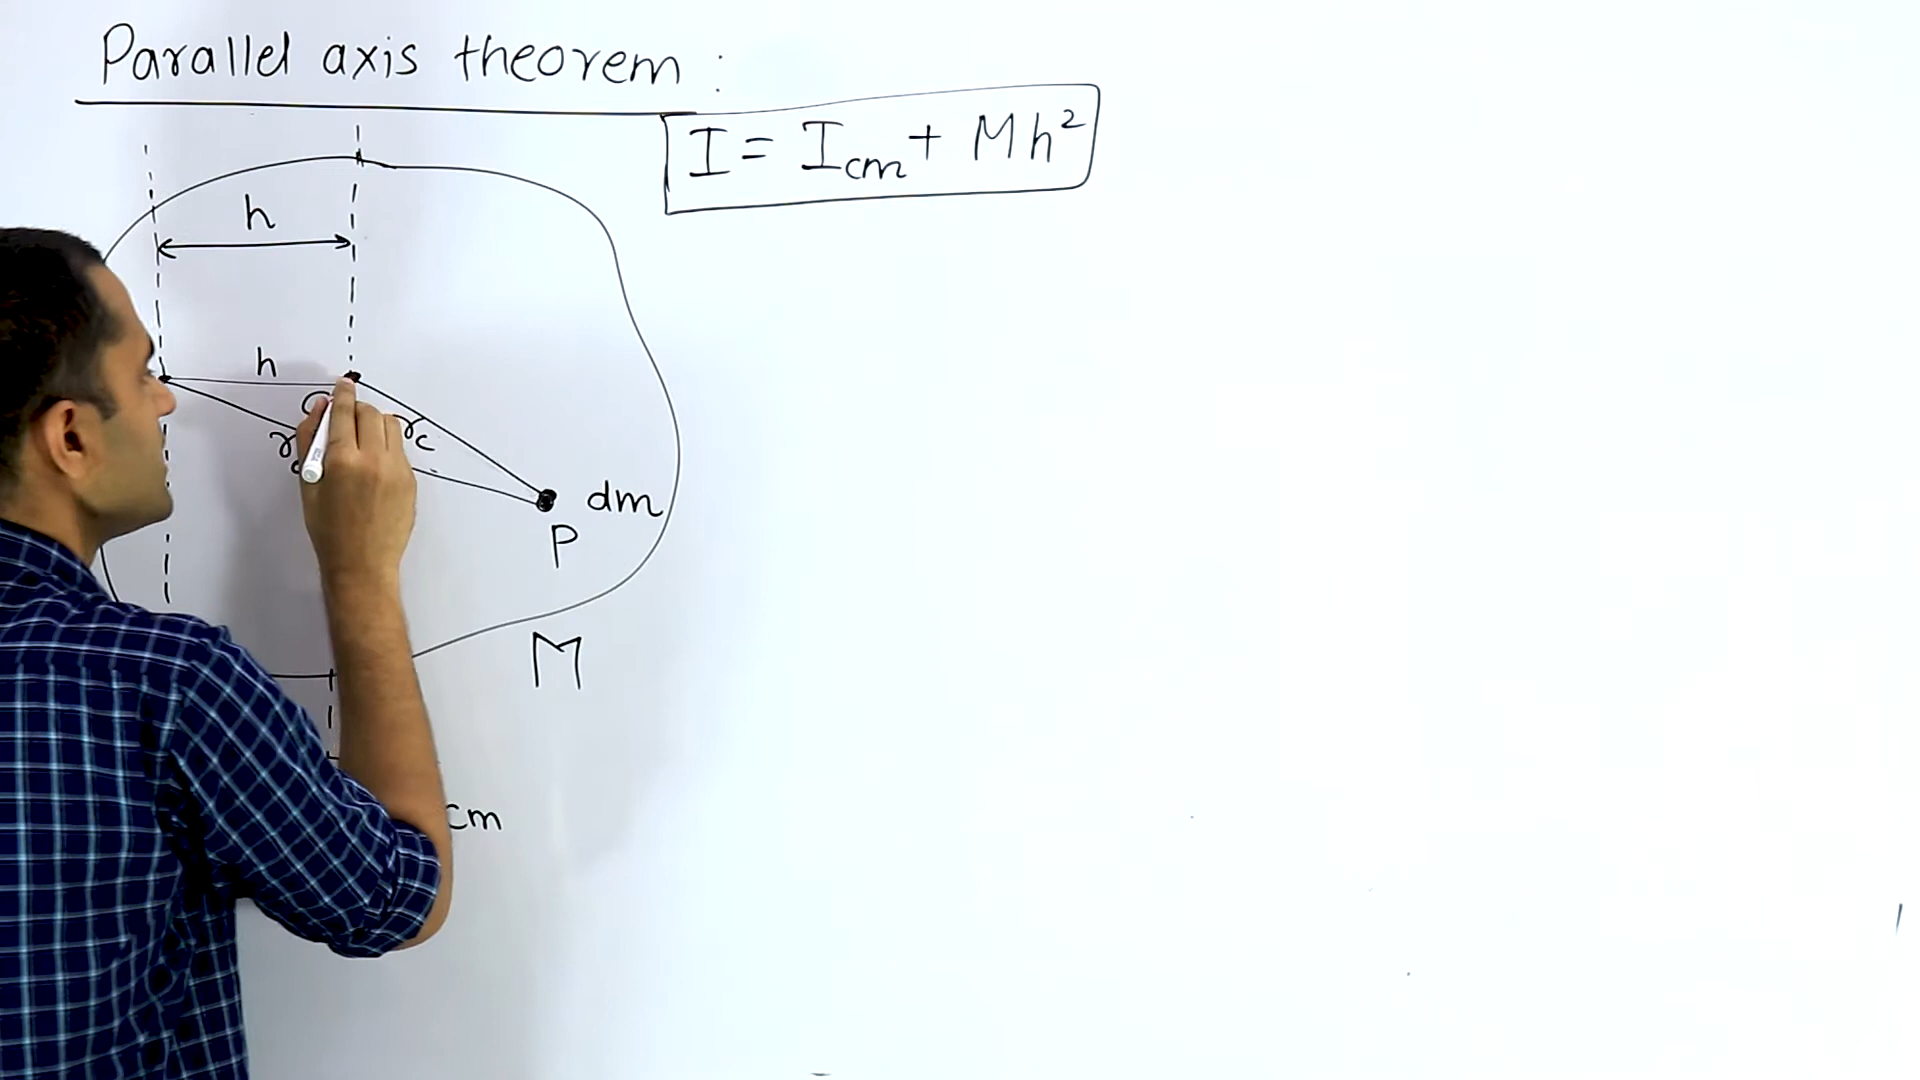 Parallel axis theorem :
I = Icm + Mh²
h
h
rc
dm
P
M
cm